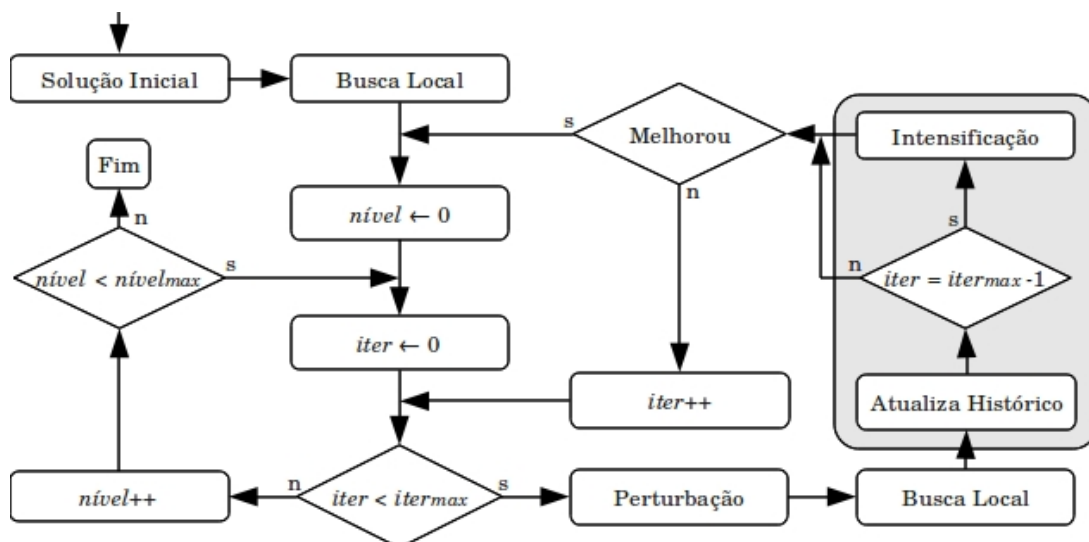 Solução Inicial
Busca Local
Melhorou
s
n
Intensificação
Fim
n
nível ← 0
s
nível < nívelmax
s
n
iter = itermax -1
iter ← 0
iter++
Atualiza Histórico
nível++
n
iter < itermax
s
Perturbação
Busca Local